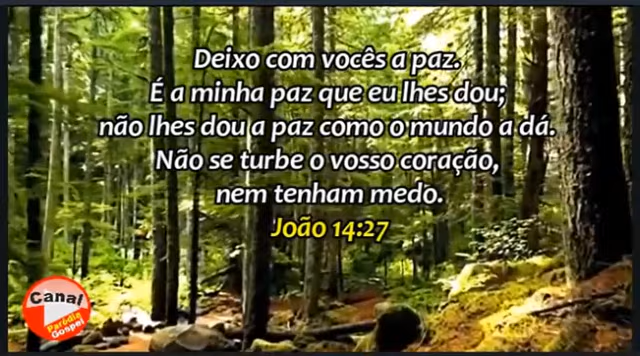 Deixo com vocês a paz.
É a minha paz que eu lhes dou;
não lhes dou a paz como o mundo a dá.
Não se turbe o vosso coração,
nem tenham medo.
João 14:27
Canal
Paródia
Gospel